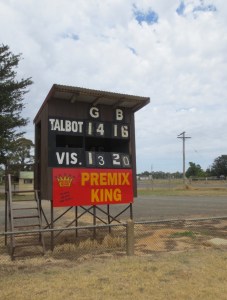 G B
TALBOT 14 16
VIS. 13 20
PREMIX
KING